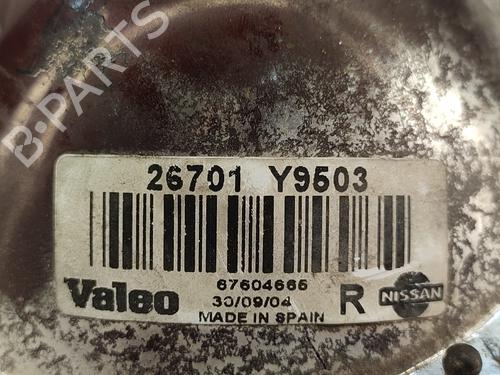 B-PARTS
26701 Y9503
67604665
Valeo
30/09/04
R
NISSAN
MADE IN SPAIN